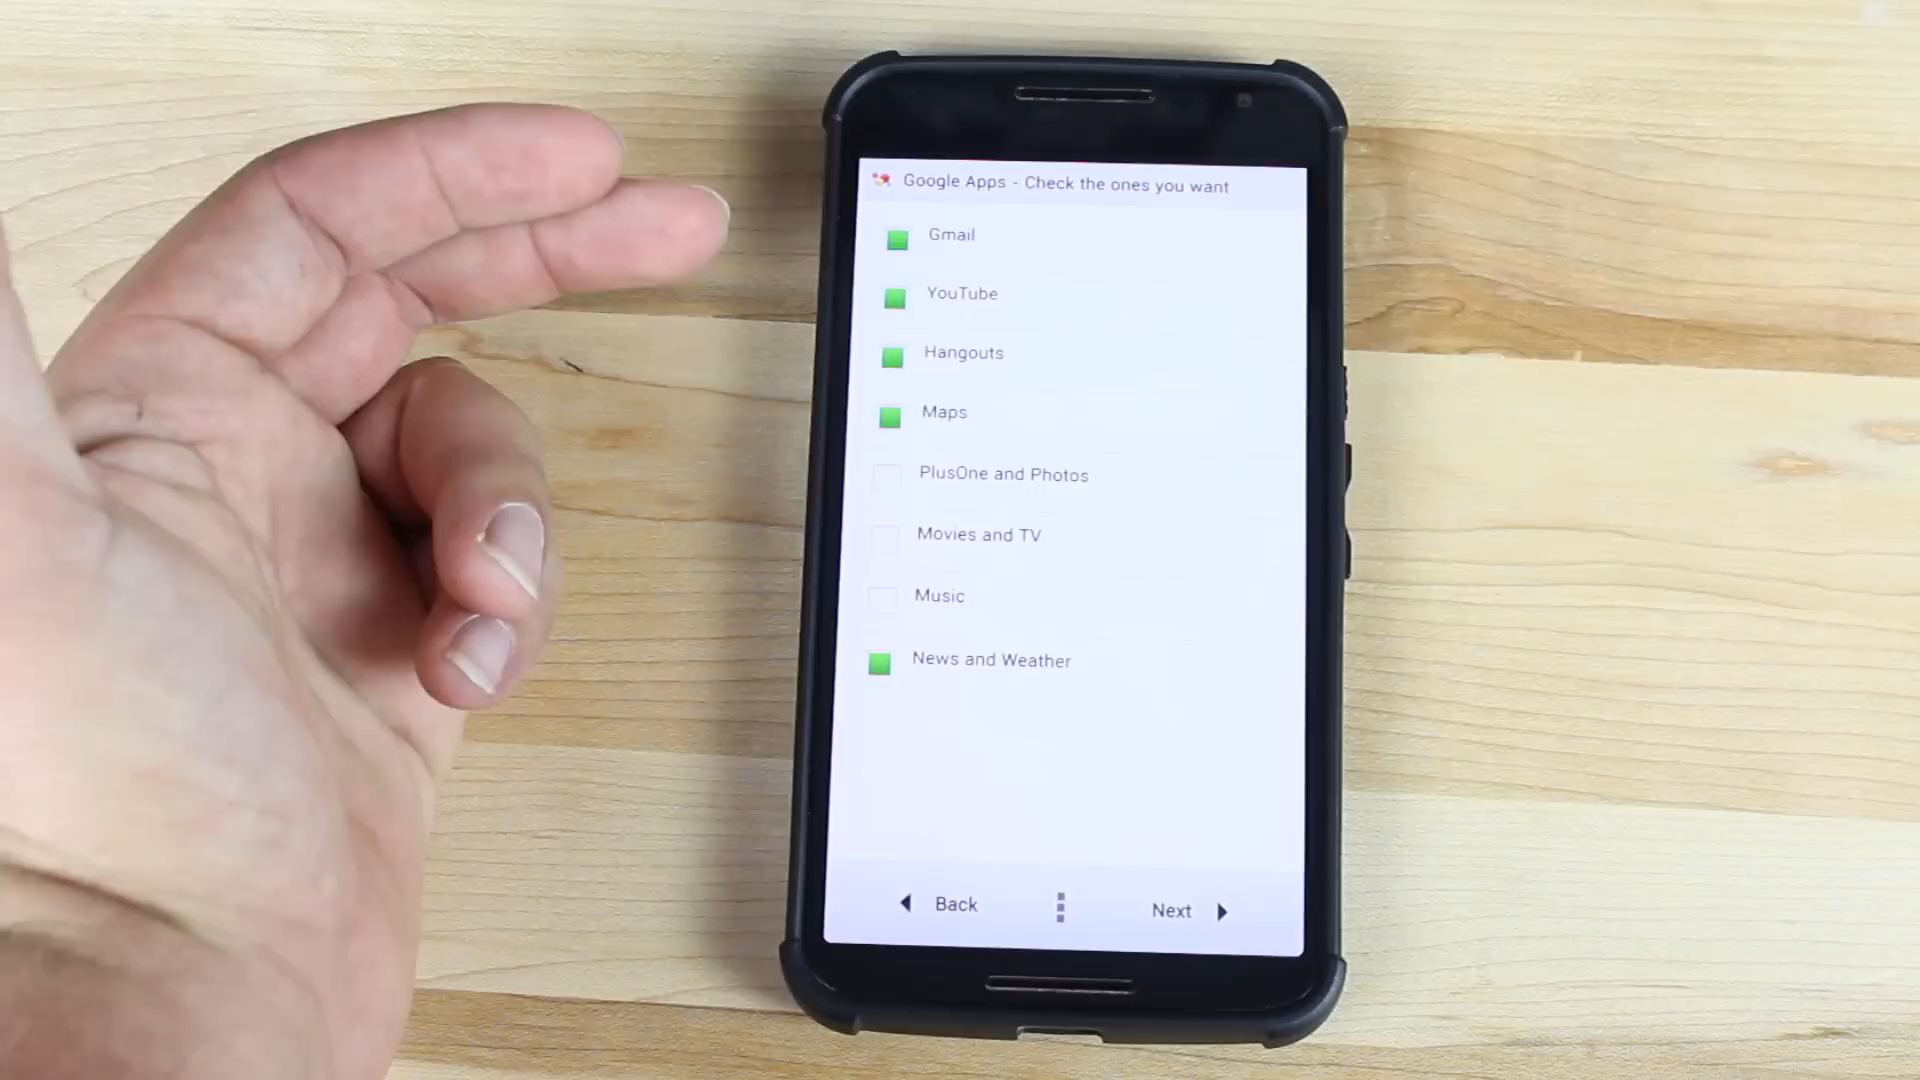 Google Apps - Check the ones you want
Gmail
YouTube
Hangouts
Maps
PlusOne and Photos
Movies and TV
Music
News and Weather
Back
Next